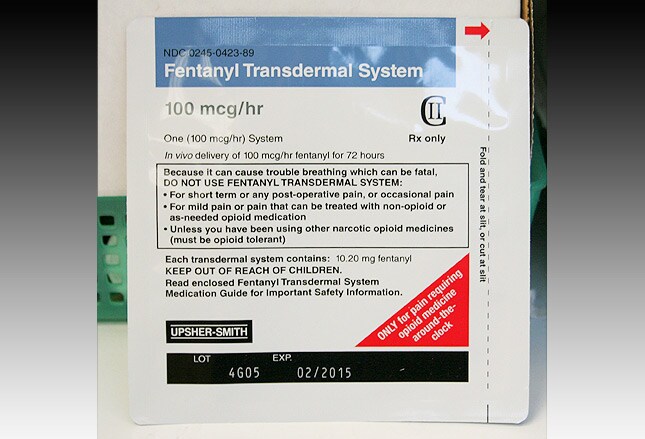 NDC 0245-0423-89
Fentanyl Transdermal System
100 mcg/hr
CII
One (100 mcg/hr) System
Rx only
In vivo delivery of 100 mcg/hr fentanyl for 72 hours
Because it can cause trouble breathing which can be fatal,
DO NOT USE FENTANYL TRANSDERMAL SYSTEM:
• For short term or any post-operative pain, or occasional pain
• For mild pain or pain that can be treated with non-opioid or
as-needed opioid medication
• Unless you have been using other narcotic opioid medicines
(must be opioid tolerant)
Each transdermal system contains: 10.20 mg fentanyl
KEEP OUT OF REACH OF CHILDREN.
Read enclosed Fentanyl Transdermal System
Medication Guide for Important Safety Information.
ONLY for pain requiring
opioid medicine
around-the-
clock
UPSHER-SMITH
LOT EXP.
4G05 02/2015
Fold and tear at slit, or cut at slit